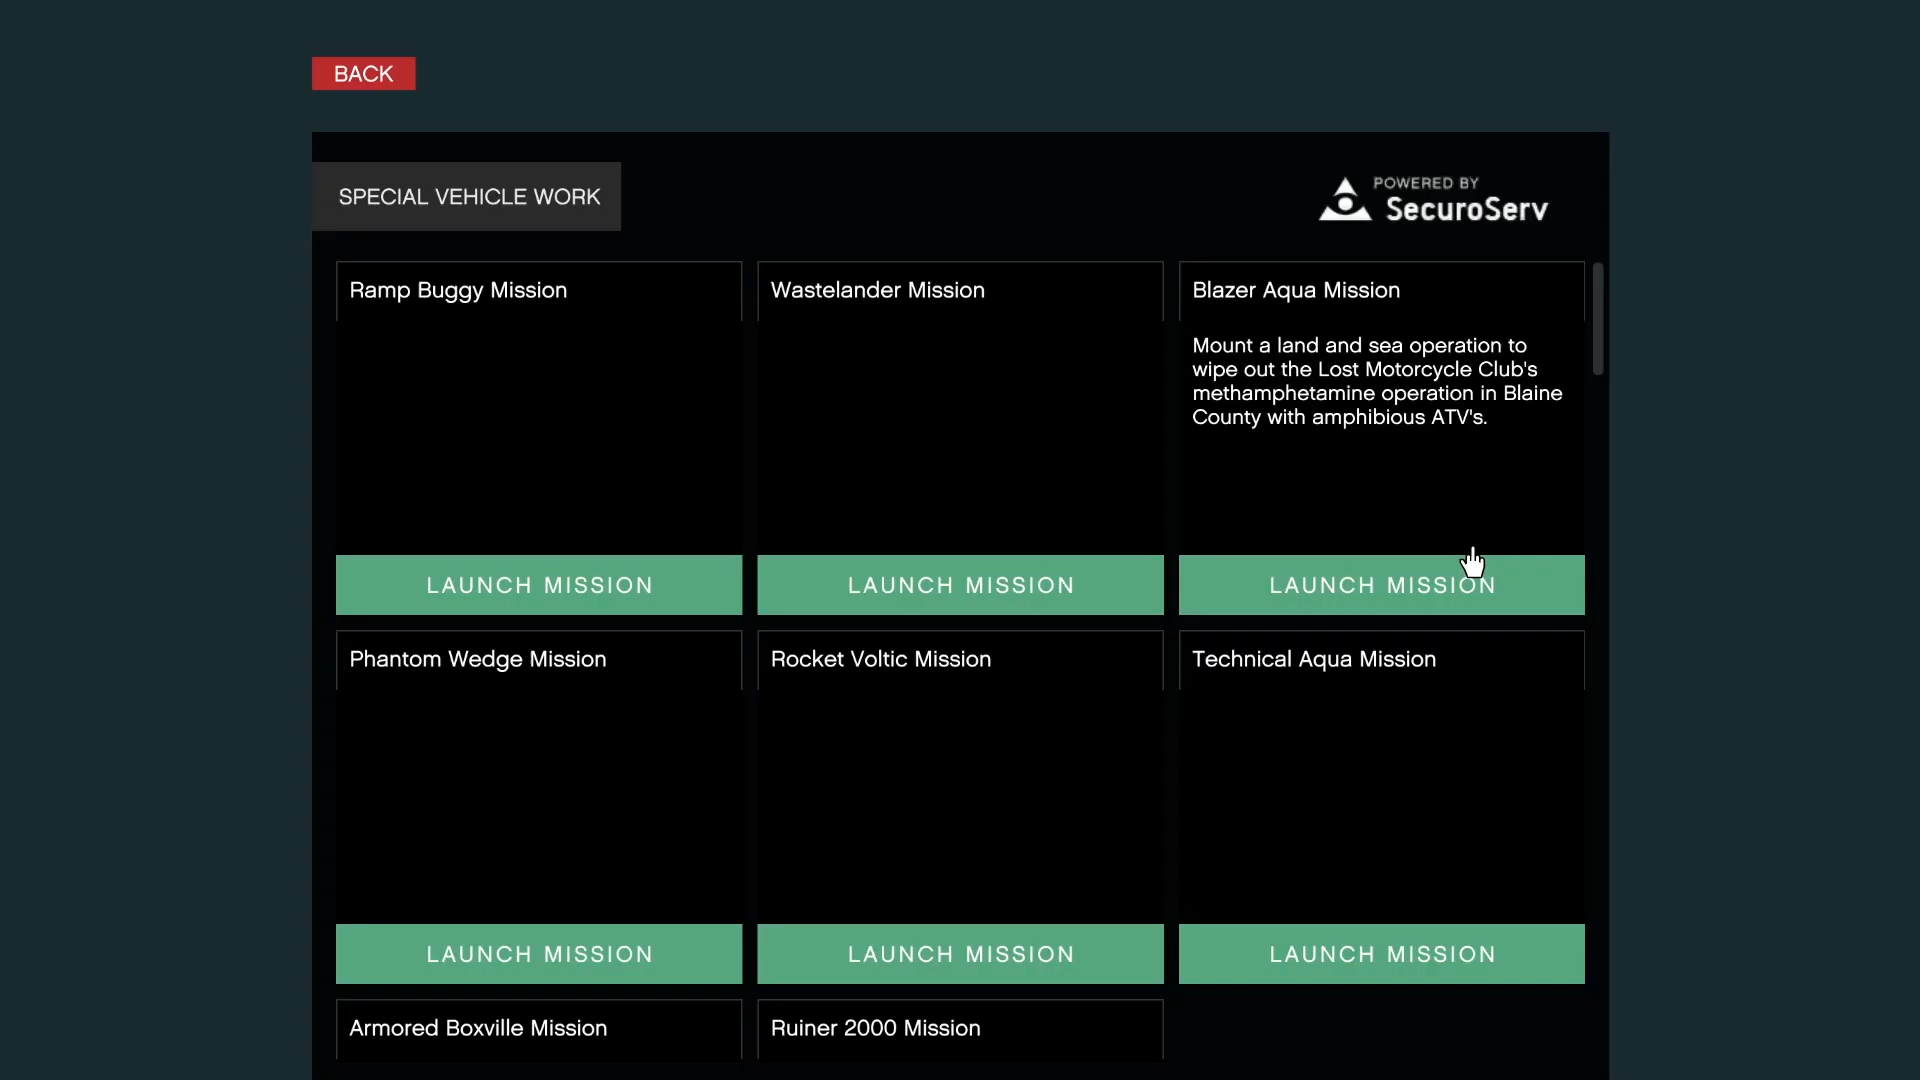 BACK
SPECIAL VEHICLE WORK
POWERED BY
SecuroServ
Ramp Buggy Mission
Wastelander Mission
Blazer Aqua Mission
Mount a land and sea operation to
wipe out the Lost Motorcycle Club's
methamphetamine operation in Blaine
County with amphibious ATV's.
LAUNCH MISSION
LAUNCH MISSION
LAUNCH MISSION
Phantom Wedge Mission
Rocket Voltic Mission
Technical Aqua Mission
LAUNCH MISSION
LAUNCH MISSION
LAUNCH MISSION
Armored Boxville Mission
Ruiner 2000 Mission